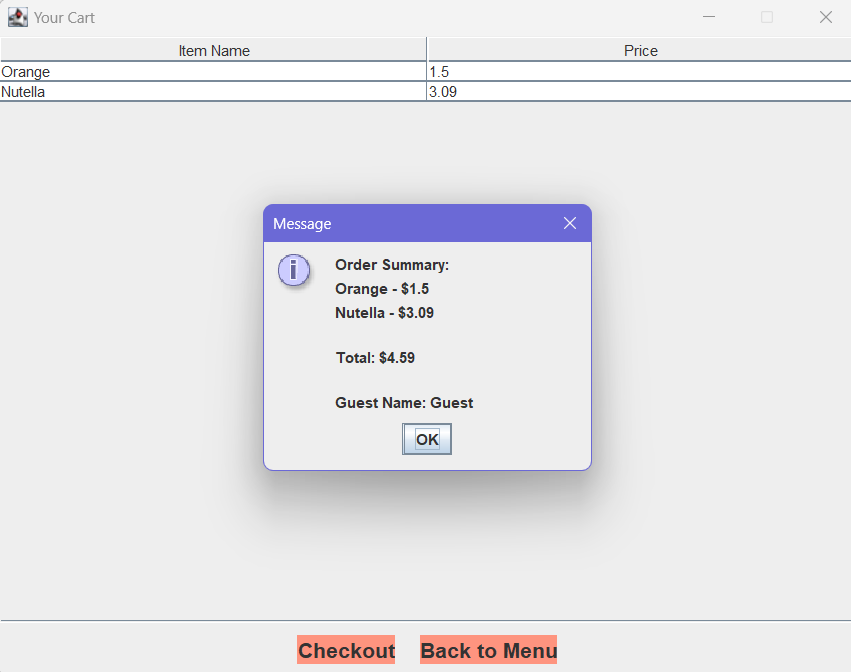 Your Cart
Item Name Price
Orange 1.5
Nutella 3.09
Message
Order Summary:
Orange - $1.5
Nutella - $3.09
Total: $4.59
Guest Name: Guest
OK
Checkout Back to Menu